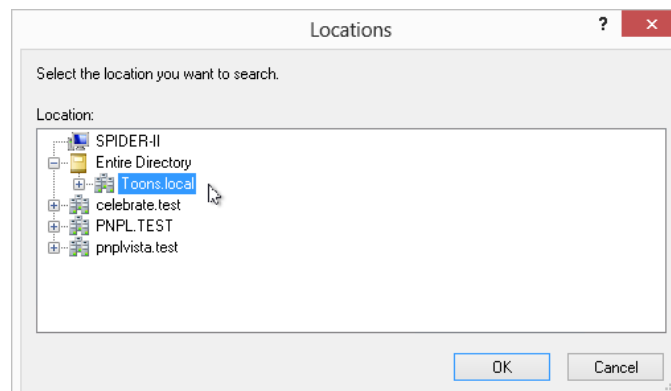 Locations
? ×
Select the location you want to search.
Location:
SPIDER-II
Entire Directory
Toons.local
celebrate.test
PNPL.TEST
pnplvista.test
OK Cancel